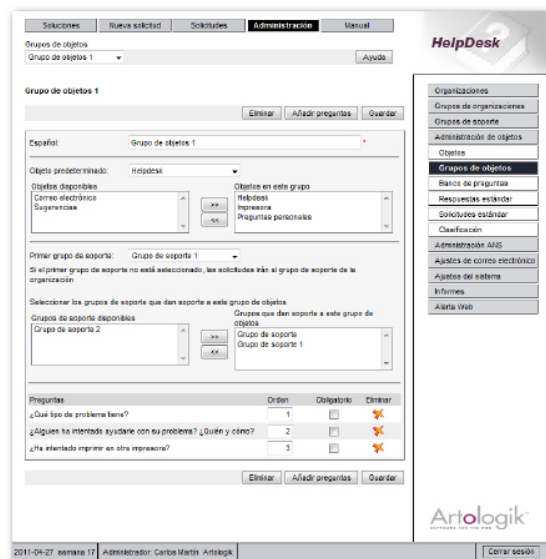 Soluciones Nueva solicitud Solicitudes Administración Manual
Grupos de objetos
Grupo de objetos 1 Ayuda
Grupo de objetos 1
Eliminar Añadir preguntas Guardar
Español: Grupo de objetos 1 *
Objeto predeterminado: Helpdesk
Objetos disponibles
Correo electrónico
Sugerencias
>>
<<
Objetos en este grupo
Helpdesk
Impresora
Preguntas personales
Primer grupo de soporte: Grupo de soporte 1
Si el primer grupo de soporte no está seleccionado, las solicitudes irán al grupo de soporte de la
organización
Seleccionar los grupos de soporte que dan soporte a este grupo de objetos
Grupos de soporte disponibles
Grupo de soporte 2
>>
<<
Grupos que dan soporte a este grupo de
objetos
Grupo de soporte
Grupo de soporte 1
Preguntas Orden Obligatorio Eliminar
¿Qué tipo de problema tiene? 1
¿Alguien ha intentado ayudarle con su problema? ¿Quién y cómo? 2
¿Ha intentado imprimir en otra impresora? 3
Eliminar Añadir preguntas Guardar
HelpDesk
Organizaciones
Grupos de organizaciones
Grupos de soporte
Administración de objetos
Objetos
Grupos de objetos
Banco de preguntas
Respuestas estándar
Solicitudes estándar
Clasificación
Administración ANS
Ajustes de correo electrónico
Ajustes del sistema
Informes
Alerta Web
Artologik
SOFTWARE FOR THE WEB
2011-04-27 semana 17 Administrador: Carlos Martín Artologik Cerrar sesión